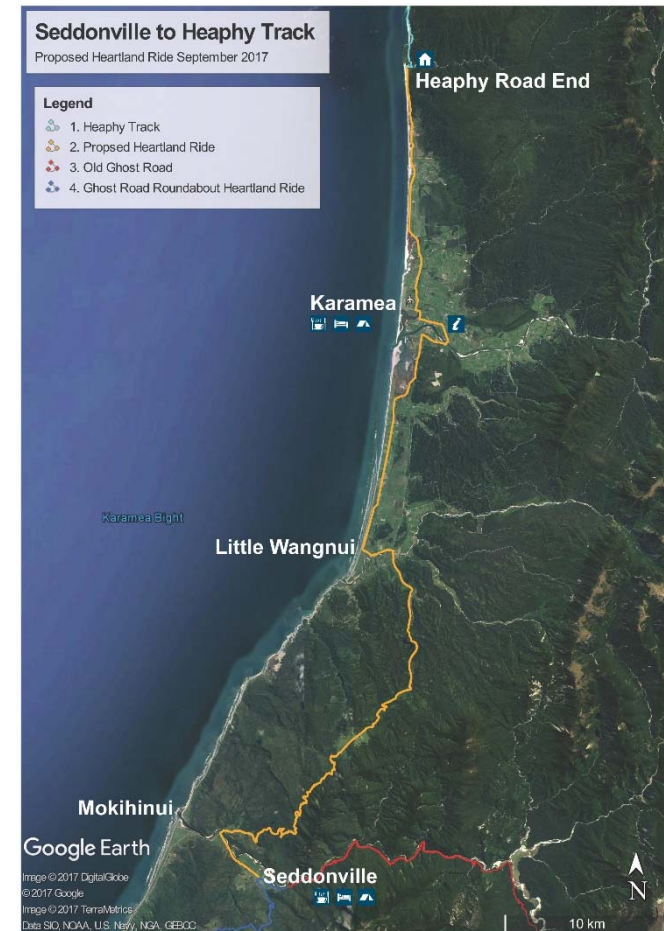 Seddonville to Heaphy Track
Proposed Heartland Ride September 2017
Legend
1. Heaphy Track
2. Propsed Heartland Ride
3. Old Ghost Road
4. Ghost Road Roundabout Heartland Ride
Heaphy Road End
Karamea
i
Karamea Bight
Little Wangnui
Mokihinui
Google Earth
Seddonville
Image © 2017 DigitalGlobe
© 2017 Google
Image © 2017 TerraMetrics
Data SIO, NOAA, U.S. Navy, NGA, GEBCO
N
10 km